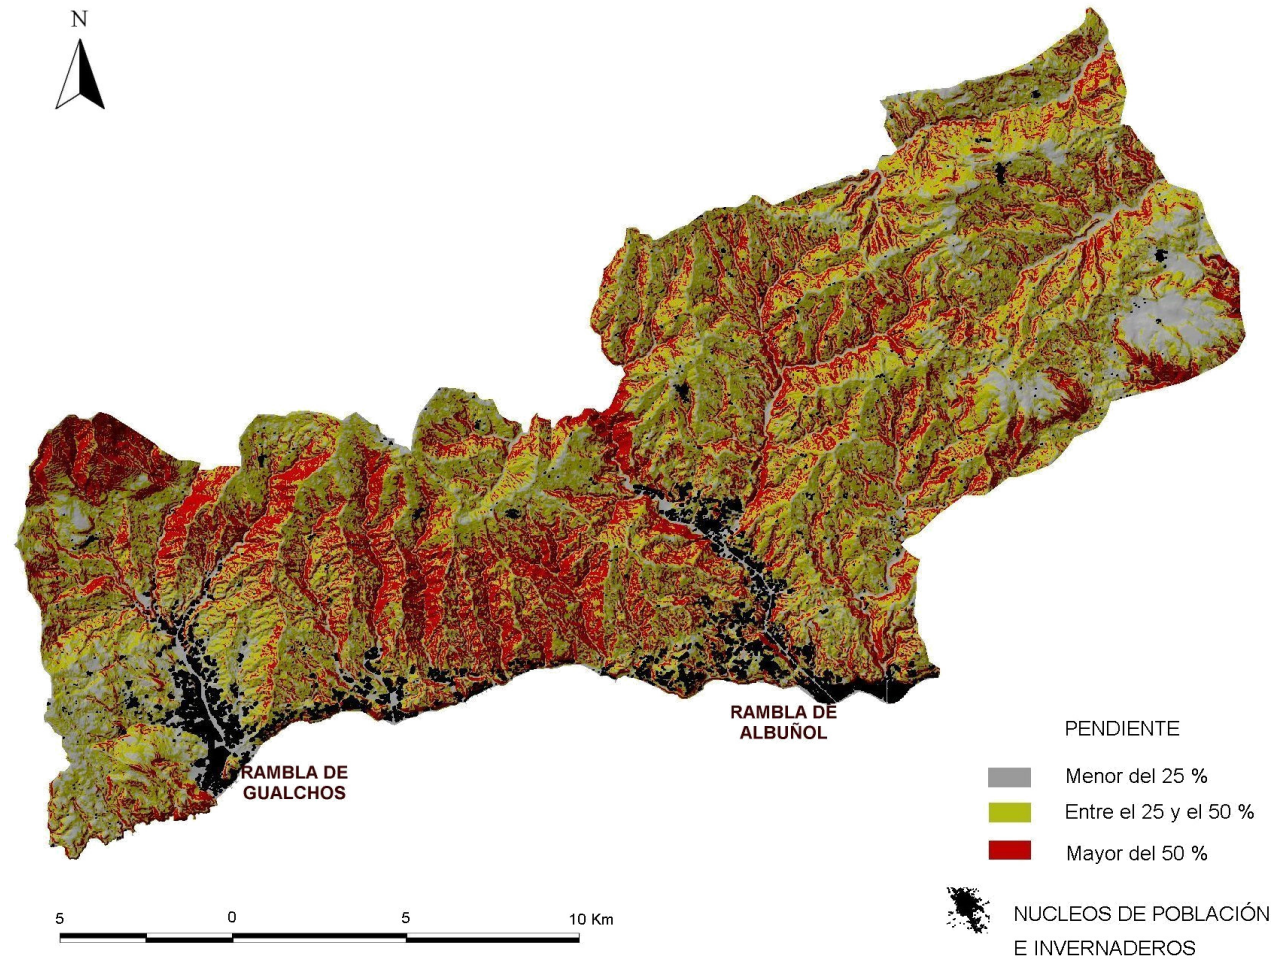 N
RAMBLA DE
ALBUÑOL
RAMBLA DE
GUALCHOS
PENDIENTE
Menor del 25 %
Entre el 25 y el 50 %
Mayor del 50 %
NUCLEOS DE POBLACIÓN
E INVERNADEROS
5 0 5 10 Km